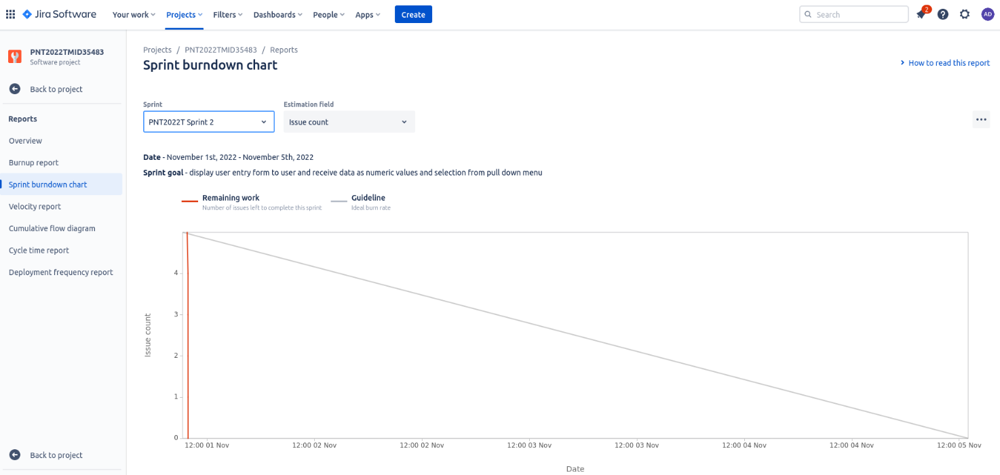 Jira Software Your work Projects Filters Dashboards People Apps Create Search 2 AD
PNT2022TMID35483
Software project
Back to project
Reports
Overview
Burnup report
Sprint burndown chart
Velocity report
Cumulative flow diagram
Cycle time report
Deployment frequency report
Back to project
Projects / PNT2022TMID35483 / Reports
Sprint burndown chart
How to read this report
Sprint Estimation field
PNT2022T Sprint 2 Issue count
Date - November 1st, 2022 - November 5th, 2022
Sprint goal - display user entry form to user and receive data as numeric values and selection from pull down menu
Remaining work Guideline
Number of issues left to complete this sprint Ideal burn rate
4
3
2
1
0
Issue count
12:00 01 Nov 12:00 02 Nov 12:00 02 Nov 12:00 03 Nov 12:00 03 Nov 12:00 04 Nov 12:00 04 Nov 12:00 05 Nov
Date